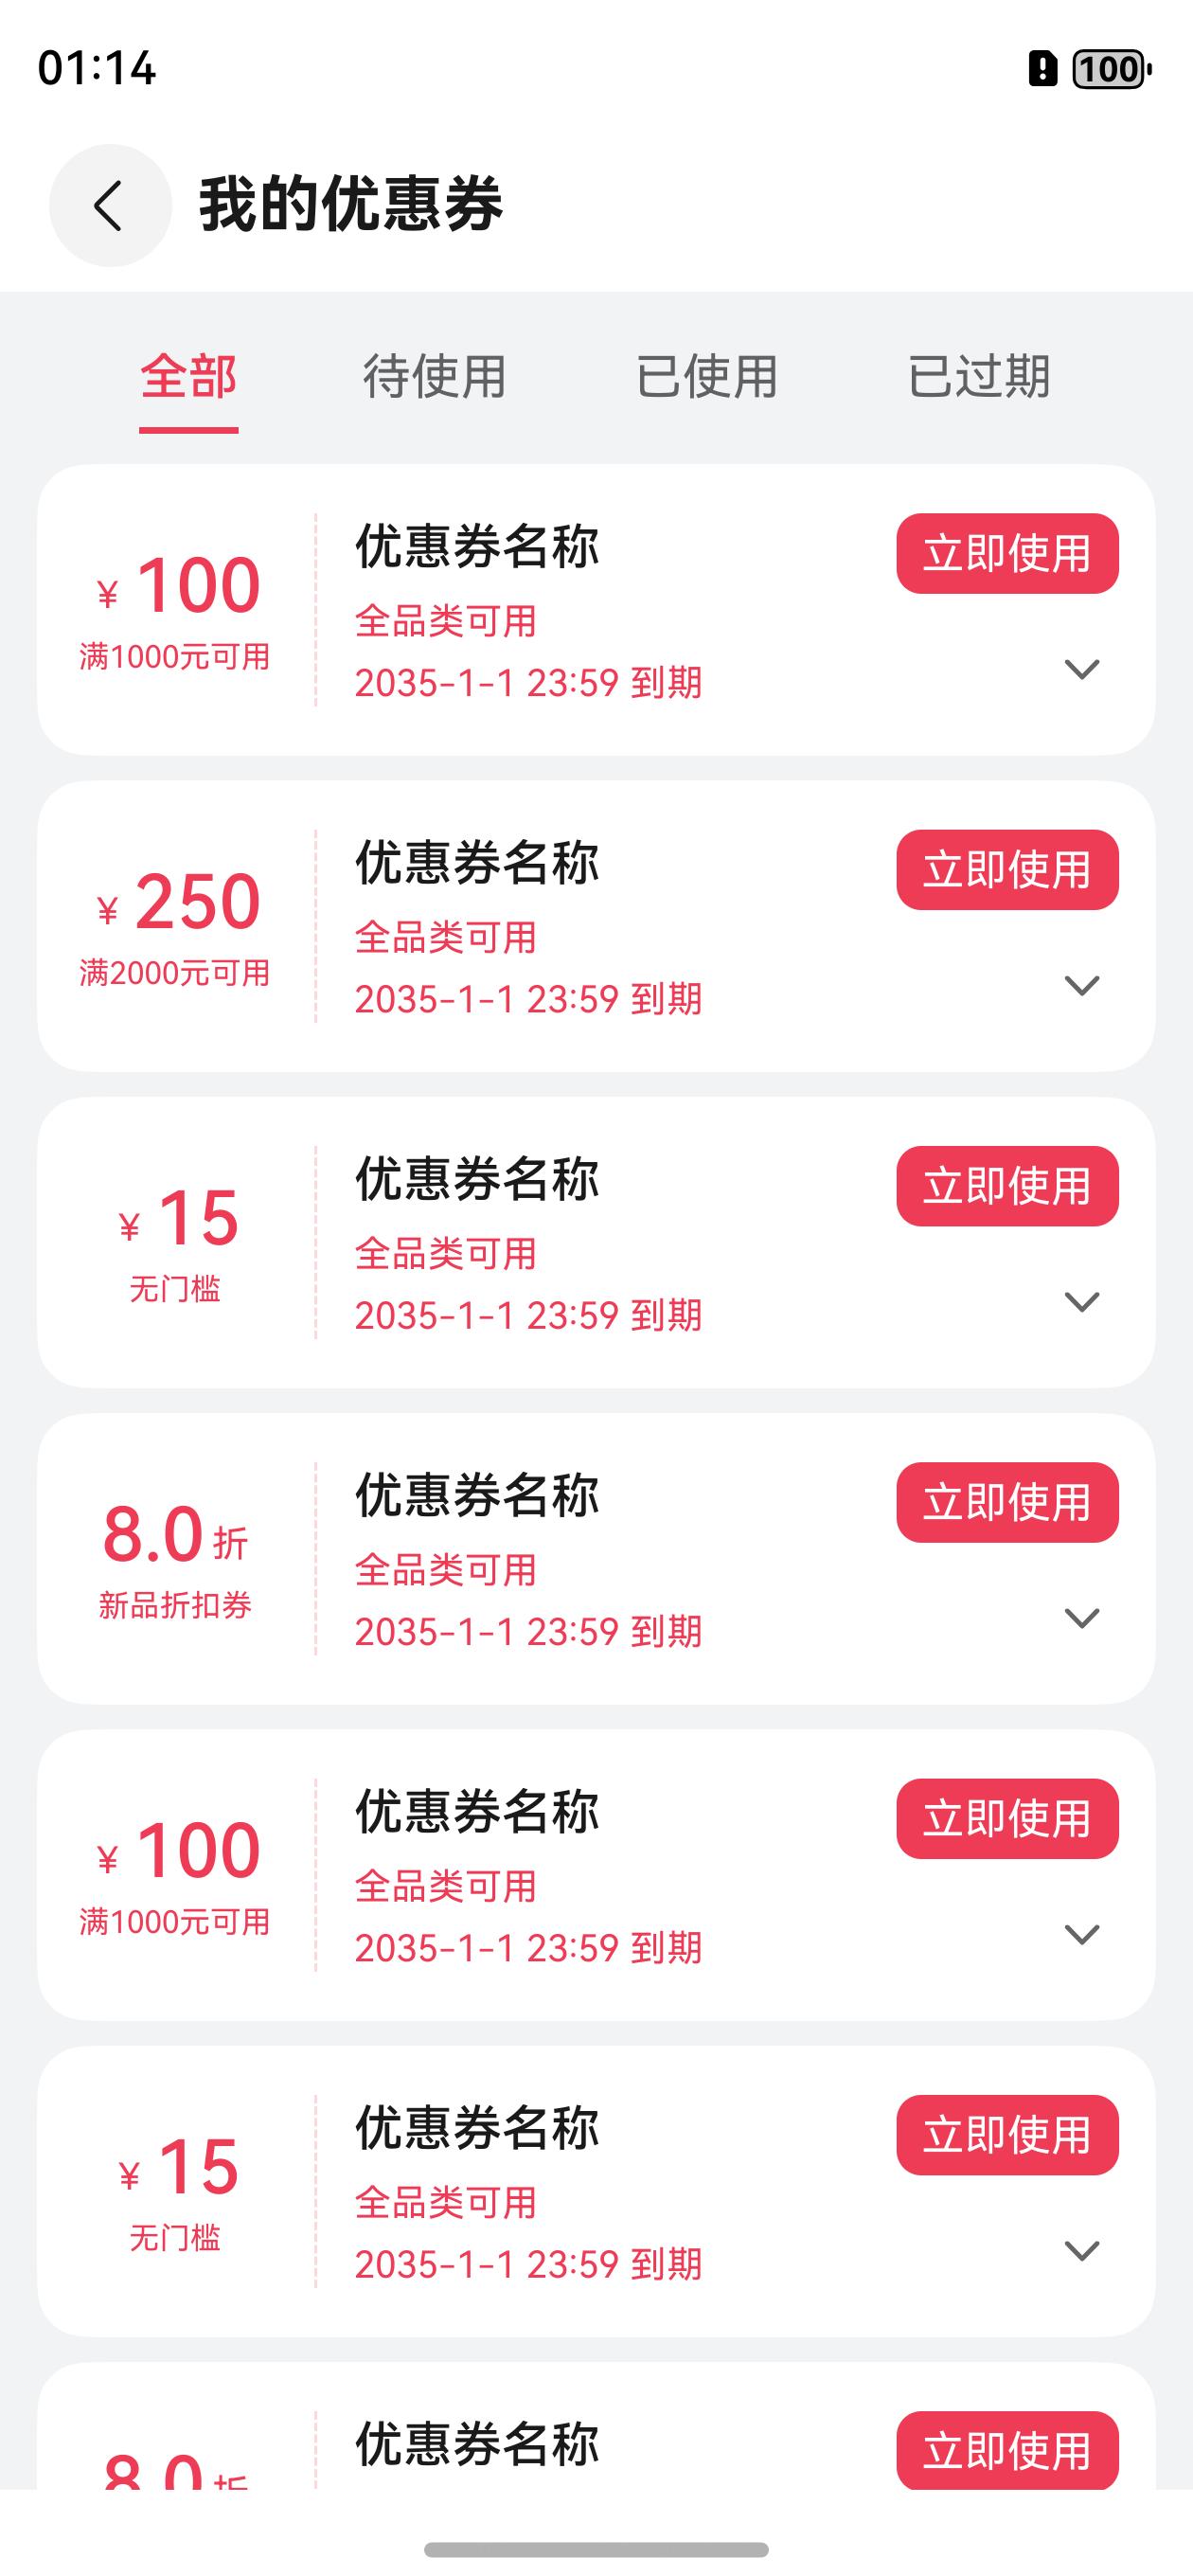 01:14
100
我的优惠券
全部 待使用 已使用 已过期
¥ 100
满1000元可用
优惠券名称
全品类可用
2035-1-1 23:59 到期
立即使用
¥ 250
满2000元可用
优惠券名称
全品类可用
2035-1-1 23:59 到期
立即使用
¥ 15
无门槛
优惠券名称
全品类可用
2035-1-1 23:59 到期
立即使用
8.0 折
新品折扣券
优惠券名称
全品类可用
2035-1-1 23:59 到期
立即使用
¥ 100
满1000元可用
优惠券名称
全品类可用
2035-1-1 23:59 到期
立即使用
¥ 15
无门槛
优惠券名称
全品类可用
2035-1-1 23:59 到期
立即使用
8.0 折
优惠券名称
立即使用